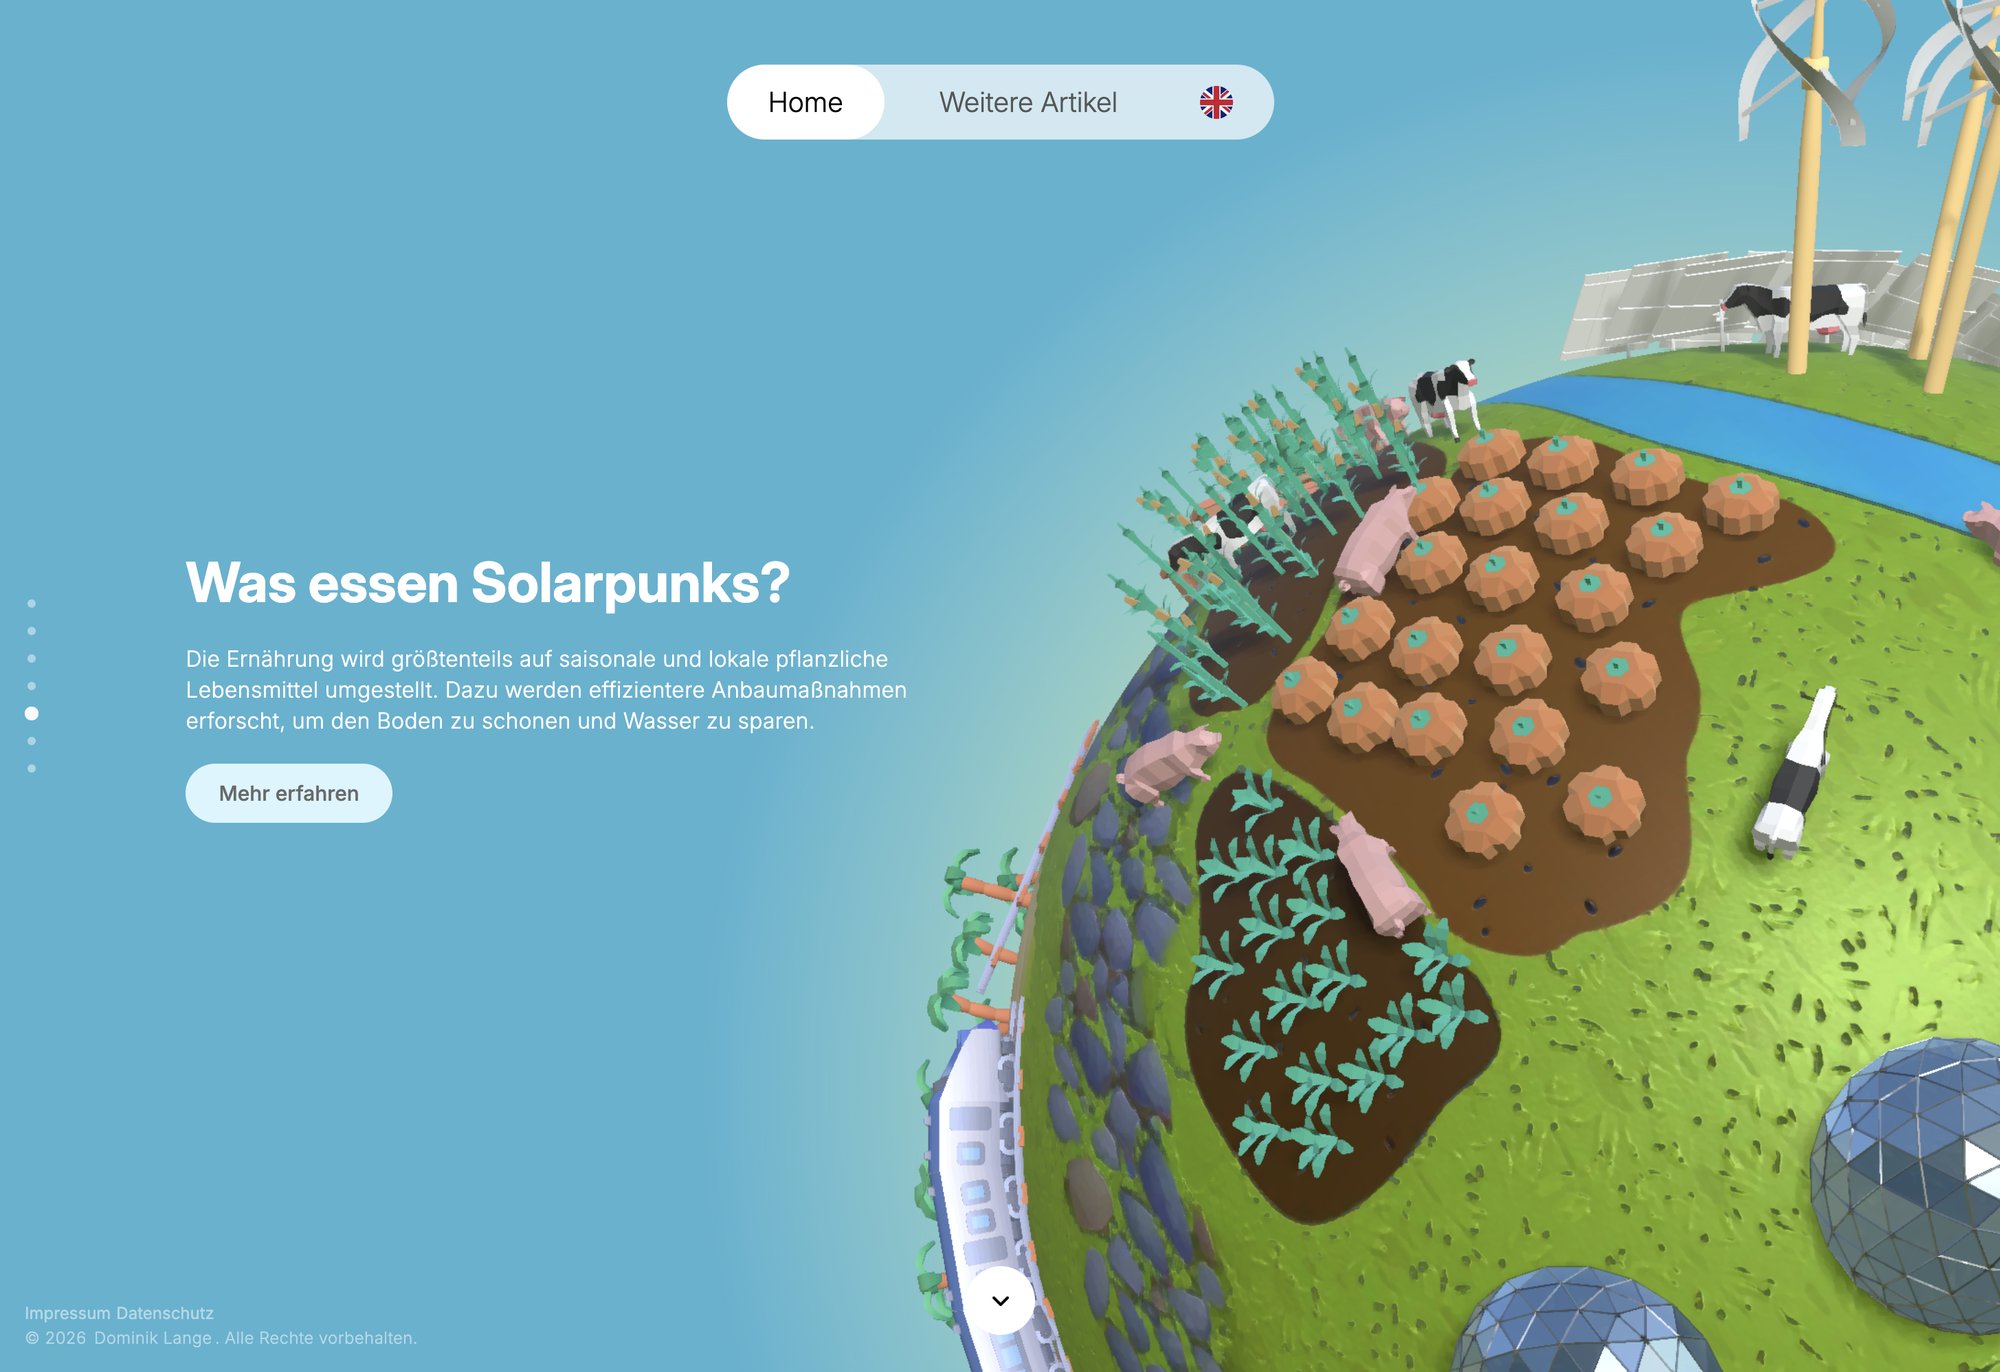 Home
Weitere Artikel
Was essen Solarpunks?
Die Ernährung wird größtenteils auf saisonale und lokale pflanzliche
Lebensmittel umgestellt. Dazu werden effizientere Anbaumaßnahmen
erforscht, um den Boden zu schonen und Wasser zu sparen.
Mehr erfahren
Impressum Datenschutz
© 2026 Dominik Lange . Alle Rechte vorbehalten.